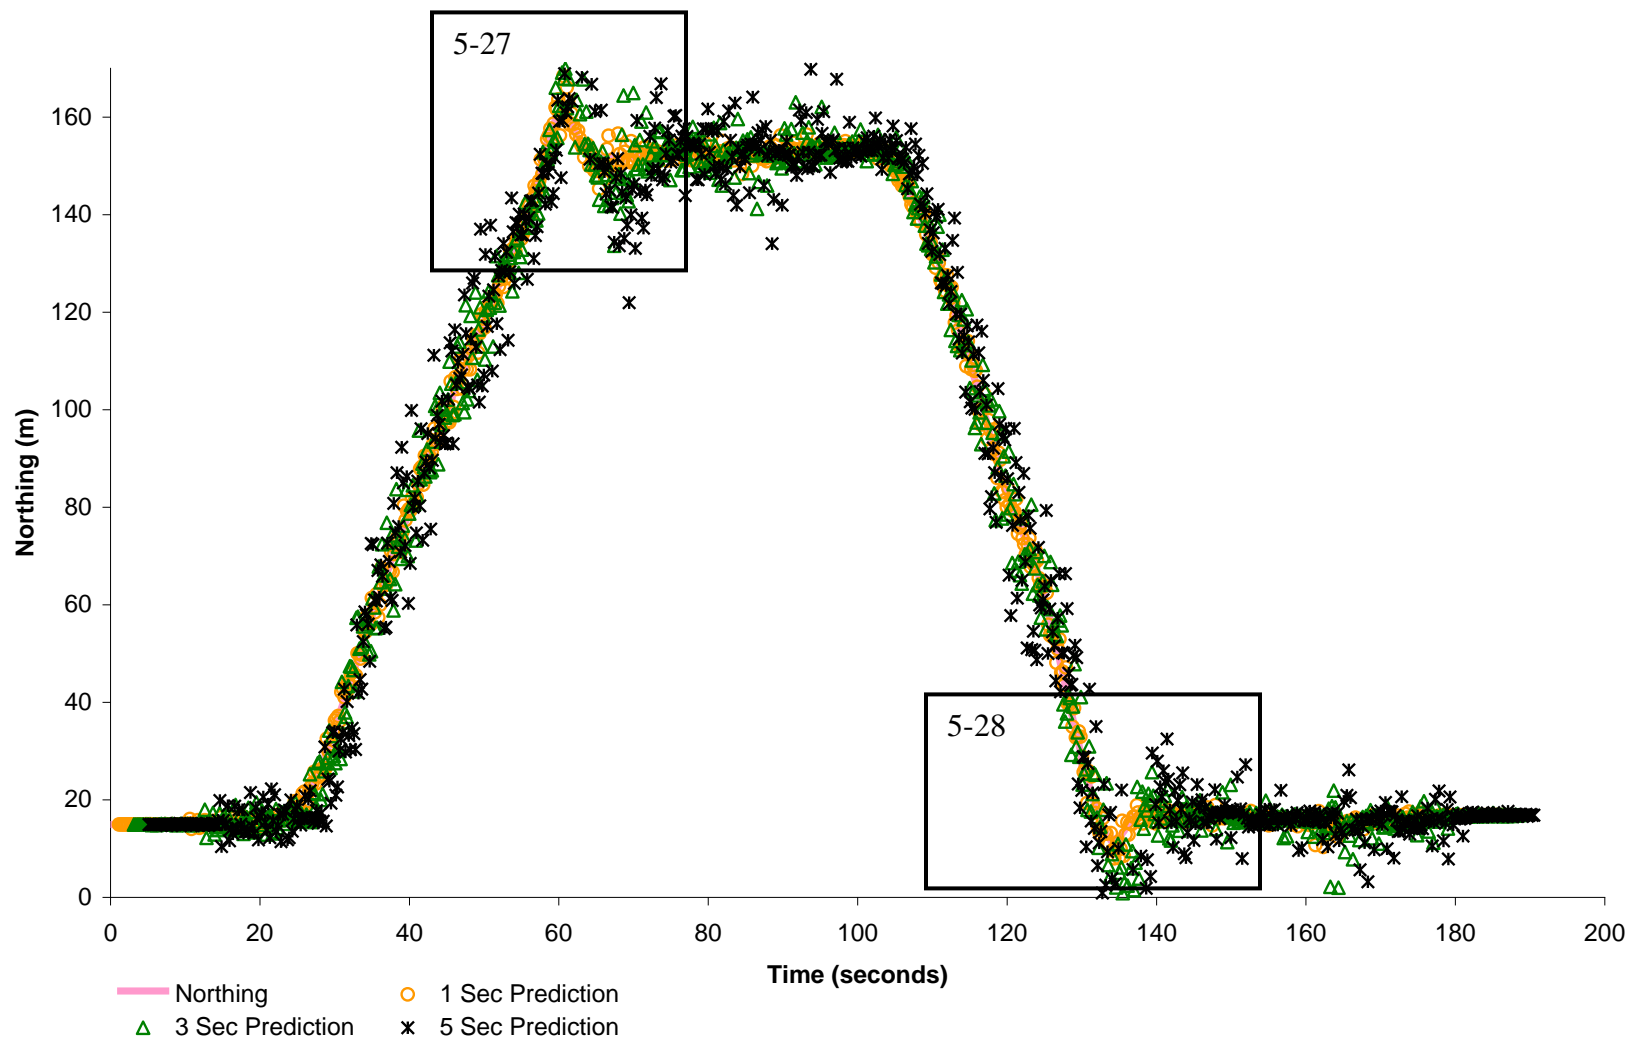 5-27
160
140
120
100
80
60
40
20
0
Northing (m)
5-28
0 20 40 60 80 100 120 140 160 180 200
Time (seconds)
Northing 1 Sec Prediction
3 Sec Prediction 5 Sec Prediction